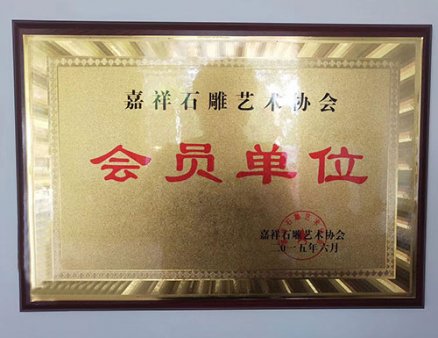 嘉祥石雕艺术协会
会员单位
嘉祥石雕艺术协会
二〇一五年六月